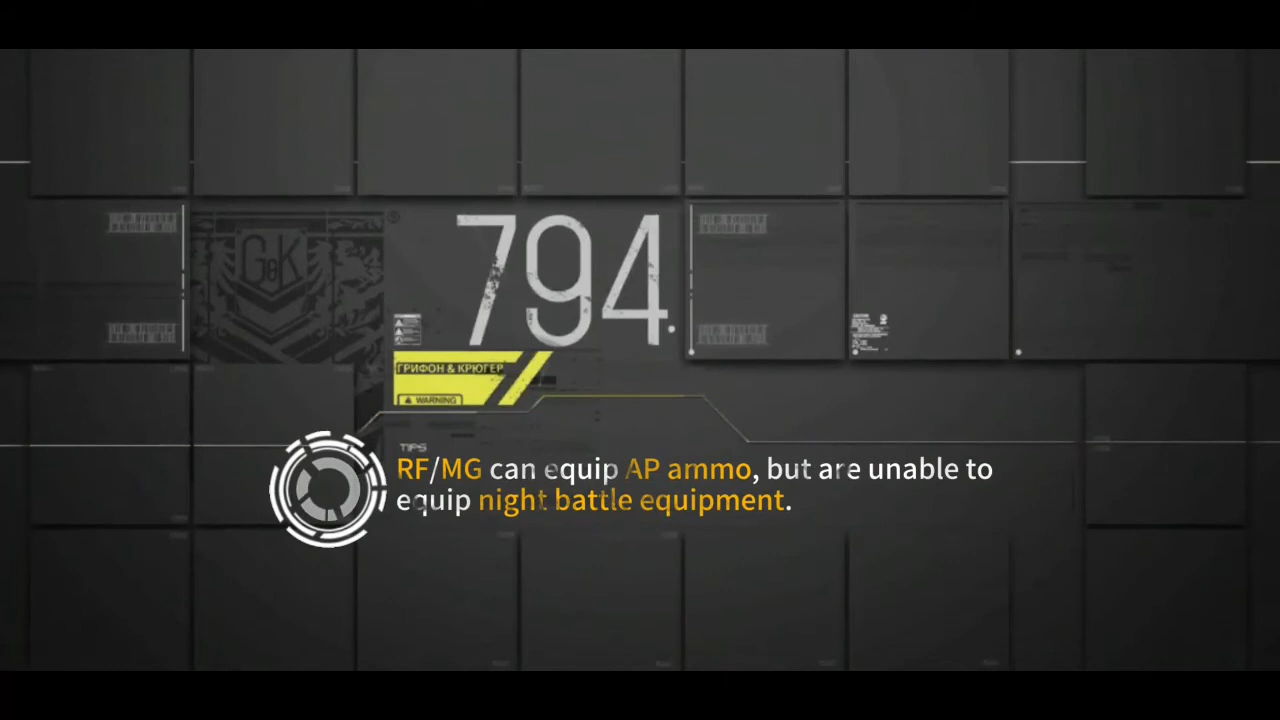 G&K
794.
ГРИФОН & КРЮГЕР
WARNING
TIPS
RF/MG can equip AP ammo, but are unable to
equip night battle equipment.